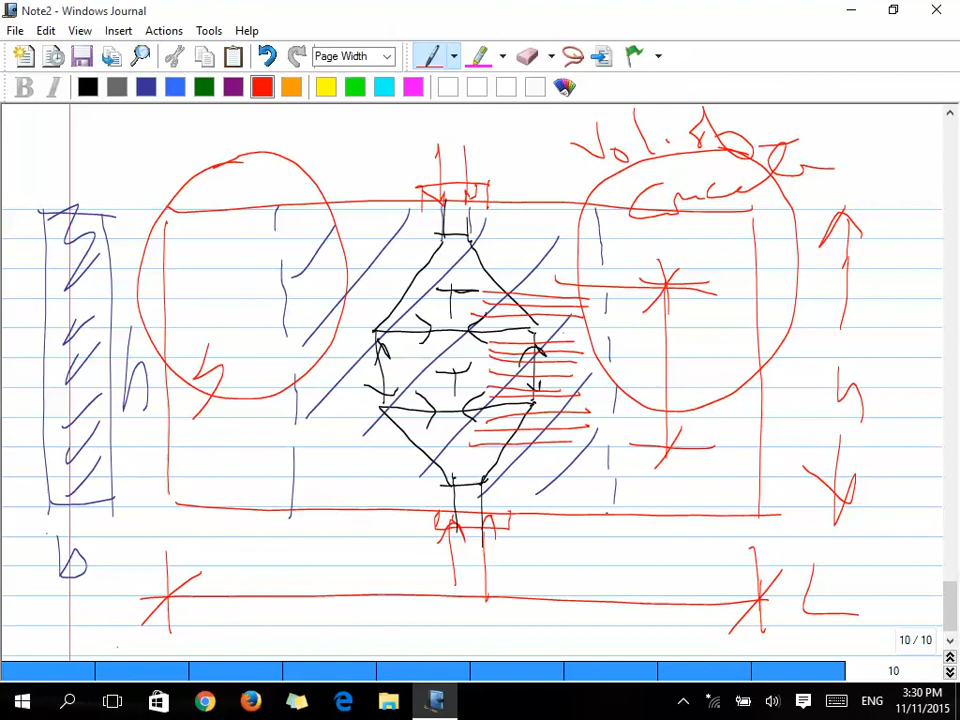 Note2 - Windows Journal
File Edit View Insert Actions Tools Help
Page Width
B I
Vol.
h
h
T
T
b
L
10 / 10
10
ENG
3:30 PM
11/11/2015